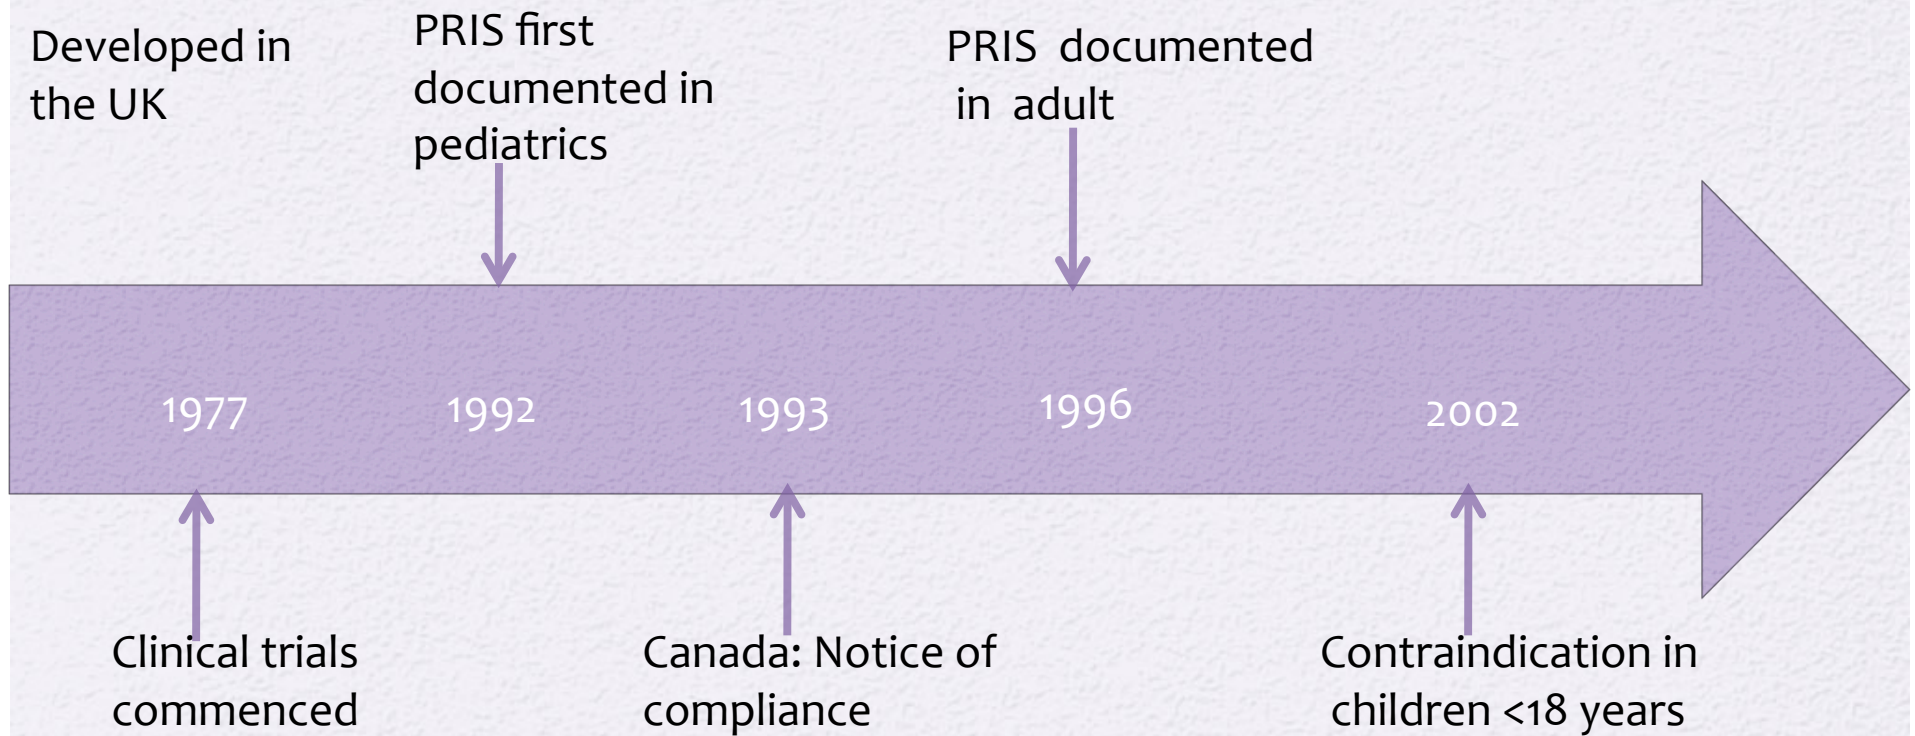 Developed in
the UK
PRIS first
documented in
pediatrics
PRIS documented
in adult
1977
1992
1993
1996
2002
Clinical trials
commenced
Canada: Notice of
compliance
Contraindication in
children <18 years